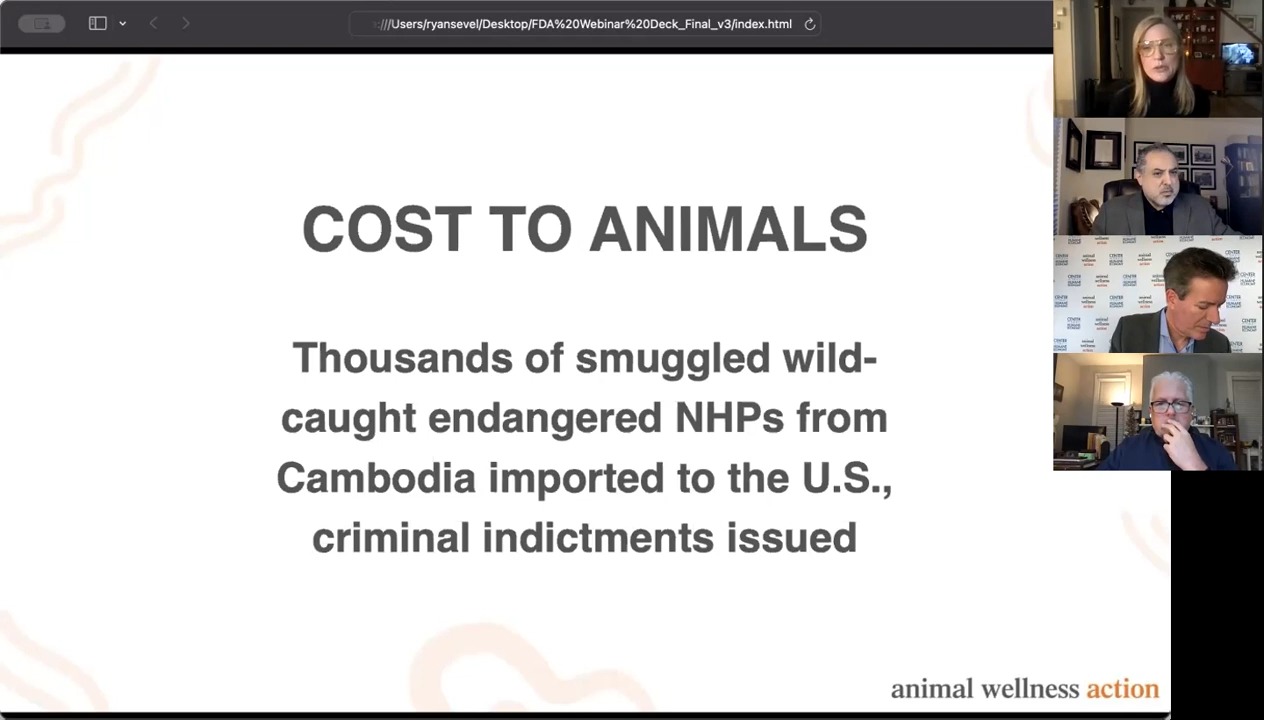 :///Users/ryansevel/Desktop/FDA%20Webinar%20Deck_Final_v3/index.html
COST TO ANIMALS
Thousands of smuggled wild-
caught endangered NHPs from
Cambodia imported to the U.S.,
criminal indictments issued
animal wellness action